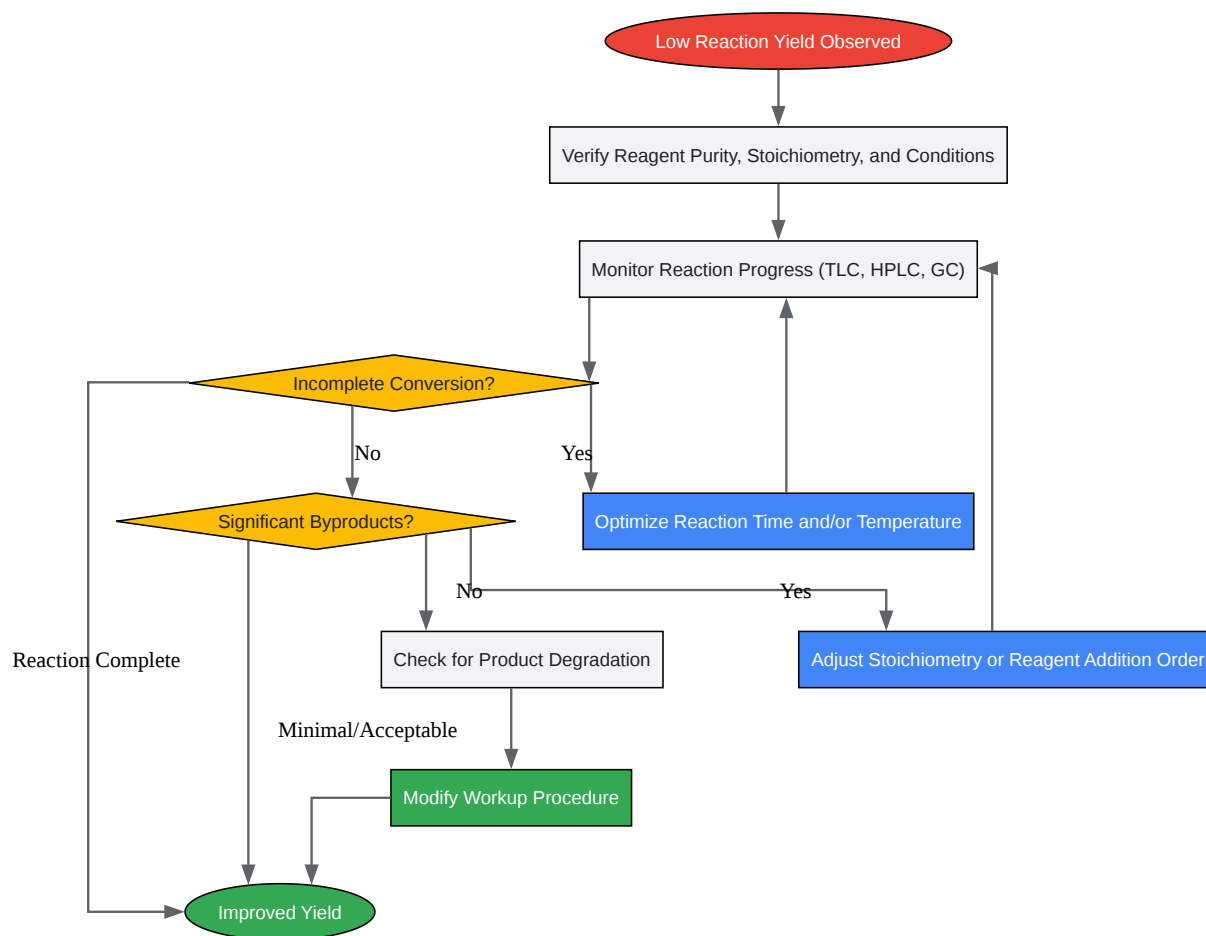 Low Reaction Yield Observed
Verify Reagent Purity, Stoichiometry, and Conditions
Monitor Reaction Progress (TLC, HPLC, GC)
Incomplete Conversion?
No
Yes
Significant Byproducts?
Optimize Reaction Time and/or Temperature
No
Yes
Reaction Complete
Check for Product Degradation
Adjust Stoichiometry or Reagent Addition Order
Minimal/Acceptable
Modify Workup Procedure
Improved Yield